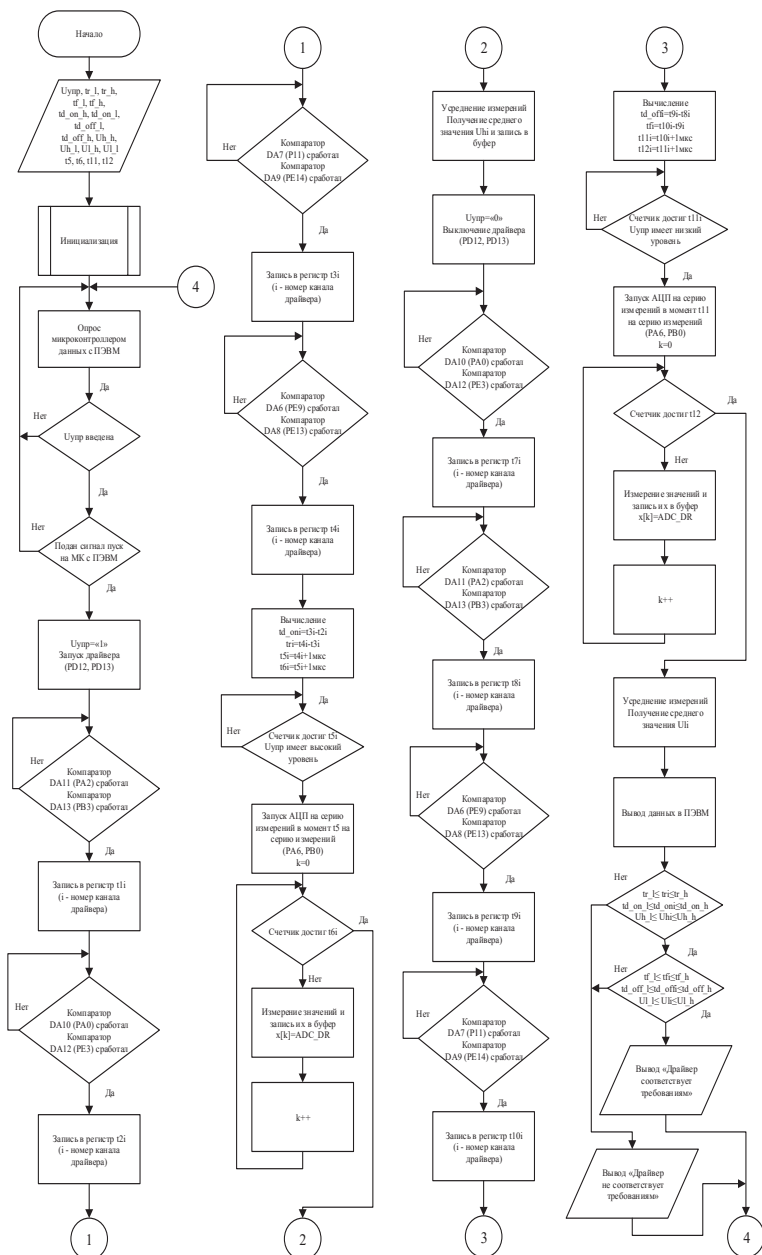 Начало
Uупр, tr_l, tr_h,
tf_l, tf_h,
td_on_h, td_on_l,
td_off_l,
td_off_h, Uh_h,
Uh_l, Ul_h, Ul_l
t5, t6, t11, t12
Инициализация
4
Опрос
микроконтроллером
данных с ПЭВМ
Да
Нет
Uупр введена
Да
Нет
Подан сигнал пуск
на МК с ПЭВМ
Да
Uупр=«1»
Запуск драйвера
(PD12, PD13)
Нет
Компаратор
DA11 (PA2) сработал
Компаратор
DA13 (PB3) сработал
Да
Запись в регистр t1i
(i - номер канала
драйвера)
Нет
Компаратор
DA10 (PA0) сработал
Компаратор
DA12 (PE3) сработал
Да
Запись в регистр t2i
(i - номер канала
драйвера)
1
1
Нет
Компаратор
DA7 (P11) сработал
Компаратор
DA9 (PE14) сработал
Да
Запись в регистр t3i
(i - номер канала
драйвера)
Нет
Компаратор
DA6 (PE9) сработал
Компаратор
DA8 (PE13) сработал
Да
Запись в регистр t4i
(i - номер канала
драйвера)
Вычисление
td_oni=t3i-t2i
tri=t4i-t3i
t5i=t4i+1мкс
t6i=t5i+1мкс
Да
Нет
Счетчик достиг t5i
Uупр имеет высокий
уровень
Да
Запуск АЦП на серию
измерений в момент t5 на
серию измерений
(PA6, PB0)
k=0
Да
Счетчик достиг t6i
Нет
Измерение значений и
запись их в буфер
x[k]=ADC_DR
k++
2
2
Усреднение измерений
Получение среднего
значения Uhi и запись в
буфер
Uупр=«0»
Выключение драйвера
(PD12, PD13)
Нет
Компаратор
DA10 (PA0) сработал
Компаратор
DA12 (PE3) сработал
Да
Запись в регистр t7i
(i - номер канала
драйвера)
Нет
Компаратор
DA11 (PA2) сработал
Компаратор
DA13 (PB3) сработал
Да
Запись в регистр t8i
(i - номер канала
драйвера)
Нет
Компаратор
DA6 (PE9) сработал
Компаратор
DA8 (PE13) сработал
Да
Запись в регистр t9i
(i - номер канала
драйвера)
Нет
Компаратор
DA7 (P11) сработал
Компаратор
DA9 (PE14) сработал
Да
Запись в регистр t10i
(i - номер канала
драйвера)
3
3
Вычисление
td_offi=t9i-t8i
tfi=t10i-t9i
t11i=t10i+1мкс
t12i=t11i+1мкс
Нет
Счетчик достиг t11i
Uупр имеет низкий
уровень
Да
Запуск АЦП на серию
измерений в момент t11
на серию измерений
(PA6, PB0)
k=0
Да
Счетчик достиг t12
Нет
Измерение значений и
запись их в буфер
x[k]=ADC_DR
k++
Усреднение измерений
Получение среднего
значения Uli
Вывод данных в ПЭВМ
Нет
tr_l≤ tri≤tr_h
td_on_l≤td_oni≤td_on_h
Uh_l≤ Uhi≤Uh_h
Да
Нет
tf_l≤ tfi≤tf_h
td_off_l≤td_offi≤td_off_h
Ul_l≤ Uli≤Ul_h
Да
Вывод «Драйвер
соответствует
требованиям»
Вывод «Драйвер
не соответствует
требованиям»
4